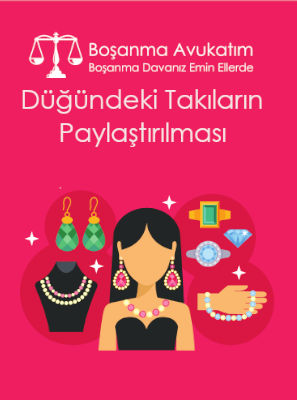 Boşanma Avukatım
Boşanma Davanız Emin Ellerde
Düğündeki Takıların
Paylaştırılması